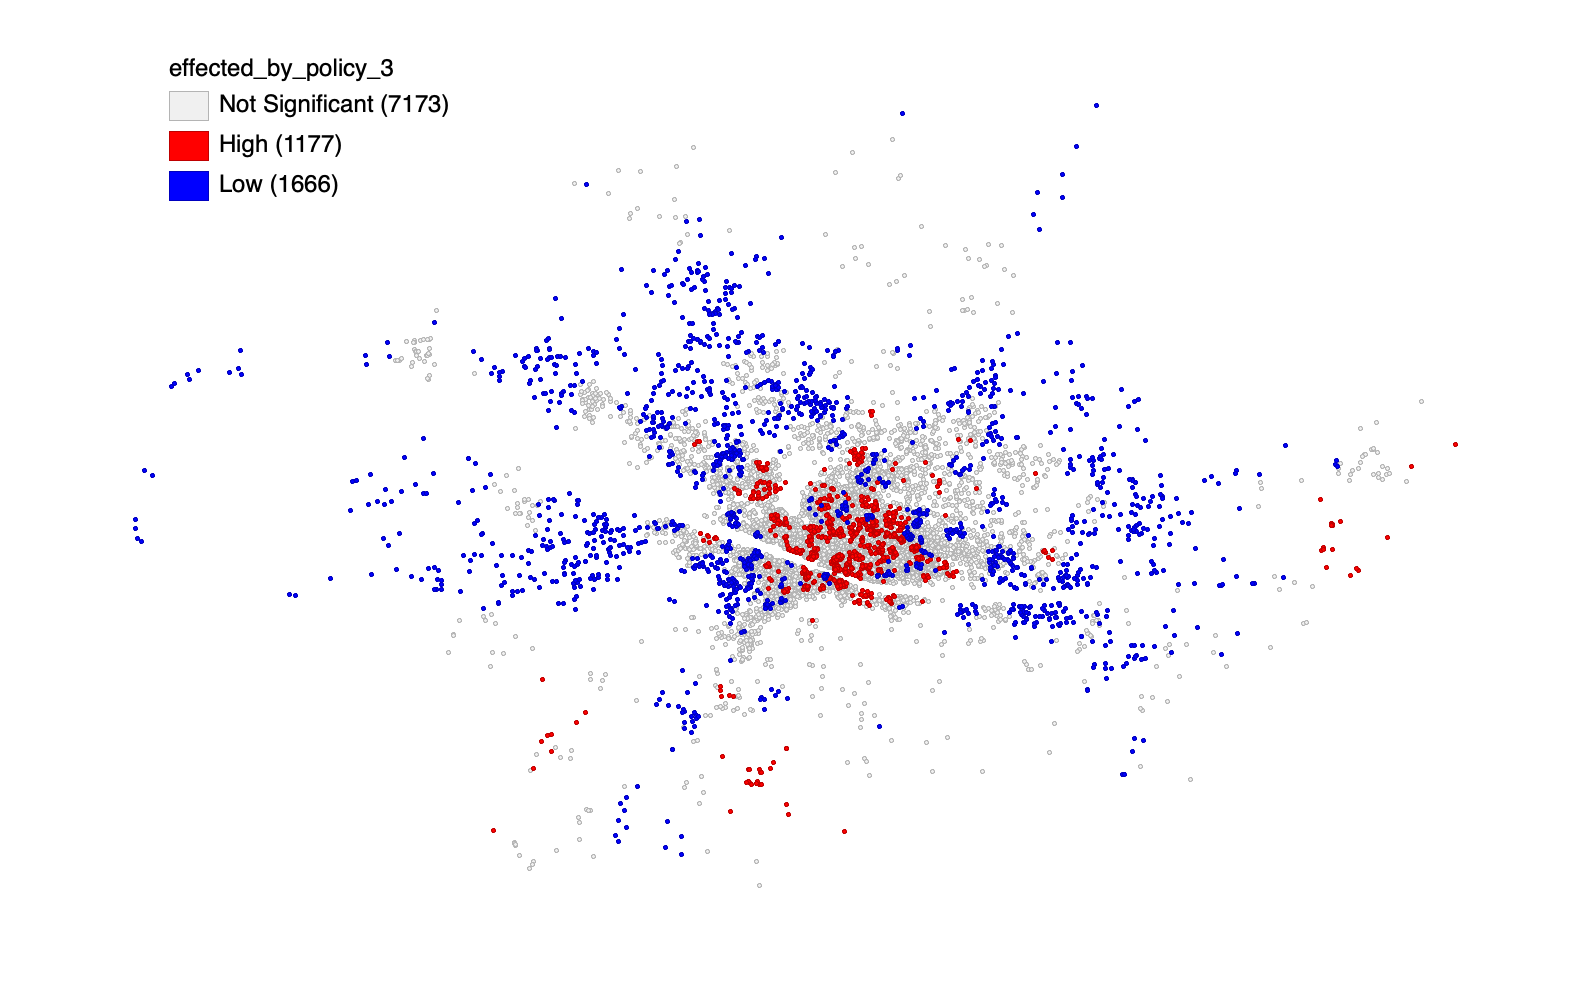 effected_by_policy_3
Not Significant (7173)
High (1177)
Low (1666)